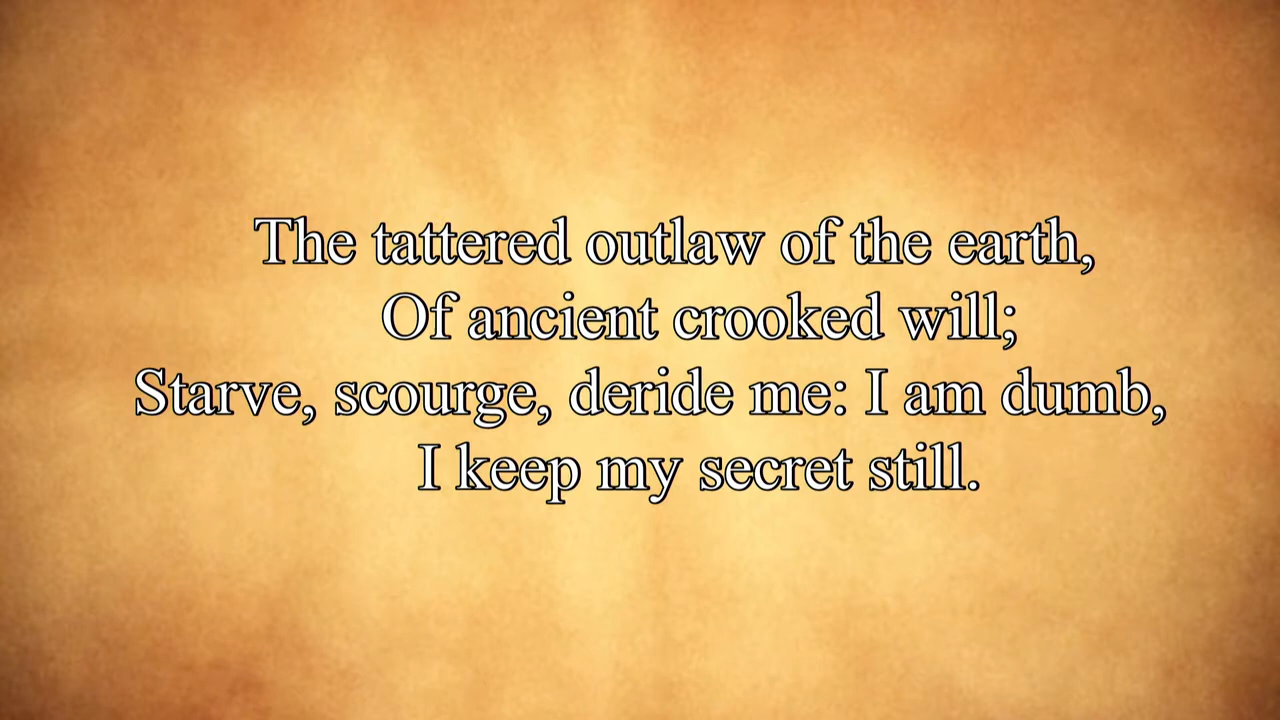 The tattered outlaw of the earth,
Of ancient crooked will;
Starve, scourge, deride me: I am dumb,
I keep my secret still.